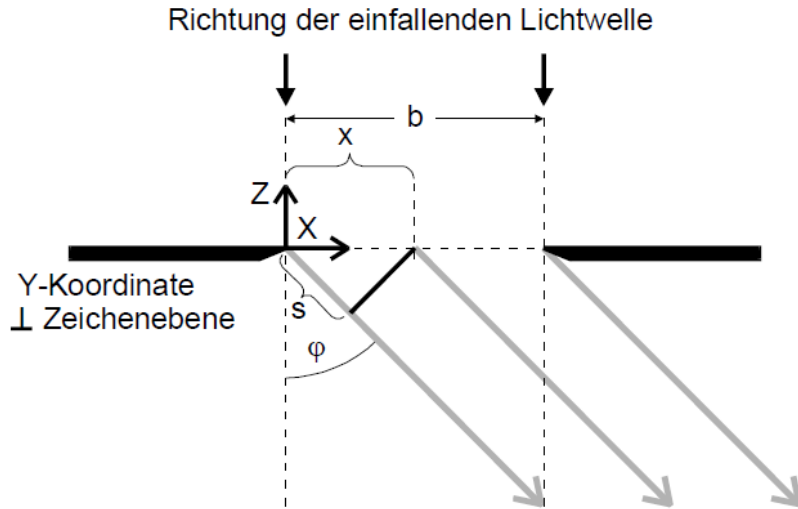 Richtung der einfallenden Lichtwelle
b
x
Z
X
Y-Koordinate
⊥ Zeichenebene
s
φ